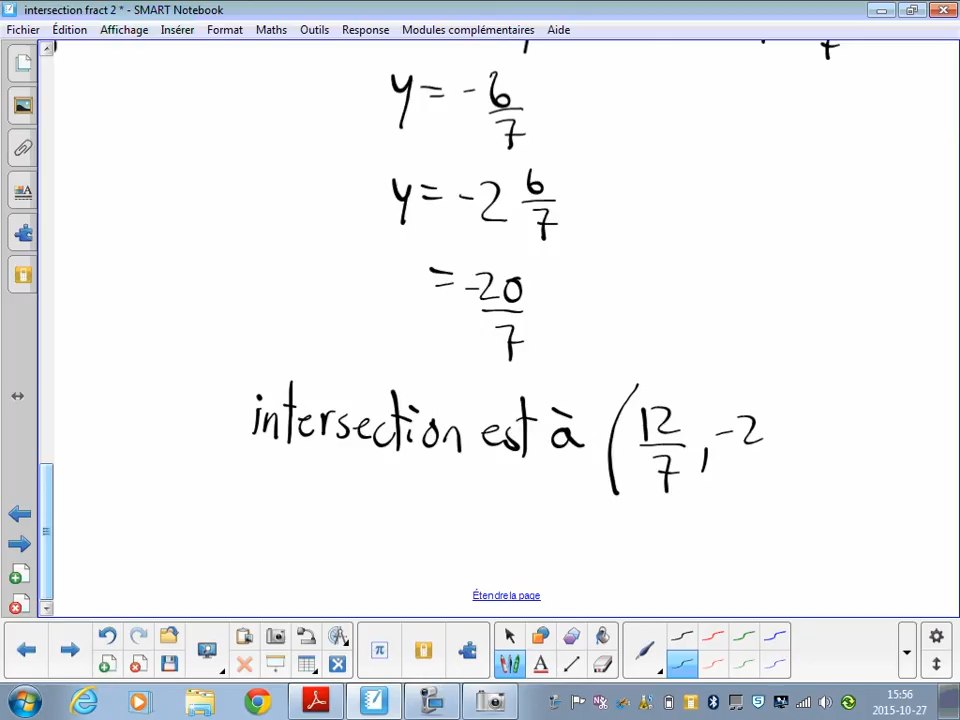 intersection fract 2 * - SMART Notebook
Fichier Édition Affichage Insérer Format Maths Outils Response Modules complémentaires Aide
y = -6/7
y = -2 6/7
= -20/7
intersection est à (12/7, -2
Étendre la page
15:56
2015-10-27